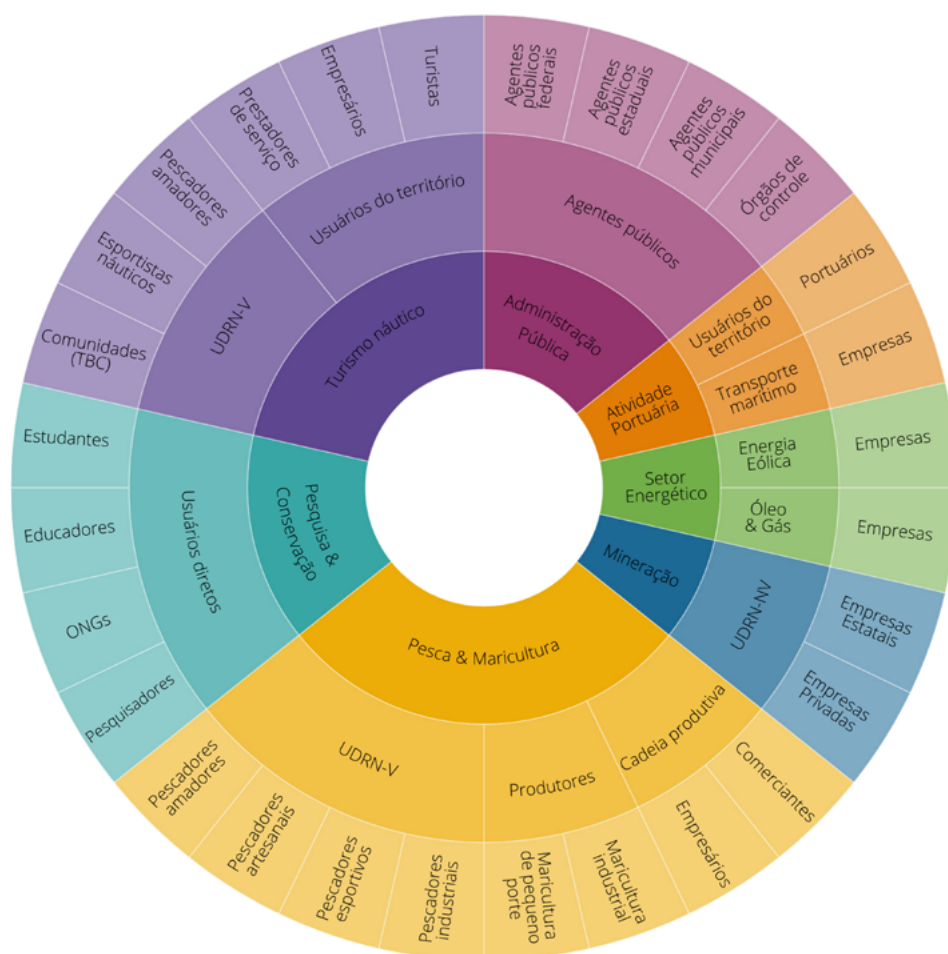 Administração
Pública
Agentes públicos
Agentes
públicos
federais
Agentes
públicos
estaduais
Agentes
públicos
municipais
Órgãos de
controle
Atividade
Portuária
Usuários do
território
Portuários
Transporte
marítimo
Empresas
Setor
Energético
Energia
Eólica
Empresas
Óleo
& Gás
Empresas
Mineração
UDRN-NV
Empresas
Estatais
Empresas
Privadas
Pesca & Maricultura
Cadeia produtiva
Comerciantes
Empresários
Produtores
Maricultura
industrial
Maricultura
de pequeno
porte
UDRN-V
Pescadores
industriais
Pescadores
esportivos
Pescadores
artesanais
Pescadores
amadores
Pesquisa &
Conservação
Usuários diretos
Pesquisadores
ONGs
Educadores
Estudantes
Turismo náutico
UDRN-V
Comunidades
(TBC)
Esportistas
náuticos
Pescadores
amadores
Usuários do território
Prestadores
de serviço
Empresários
Turistas